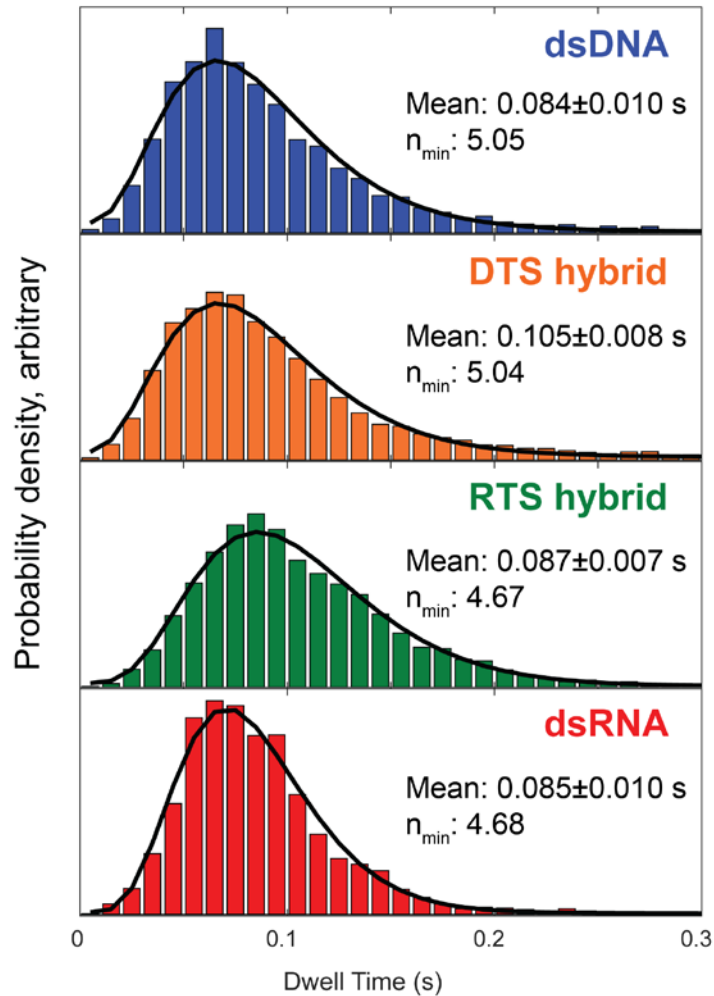 Probability density, arbitrary
dsDNA
Mean: 0.084±0.010 s
nmin: 5.05
DTS hybrid
Mean: 0.105±0.008 s
nmin: 5.04
RTS hybrid
Mean: 0.087±0.007 s
nmin: 4.67
dsRNA
Mean: 0.085±0.010 s
nmin: 4.68
0 0.1 0.2 0.3
Dwell Time (s)